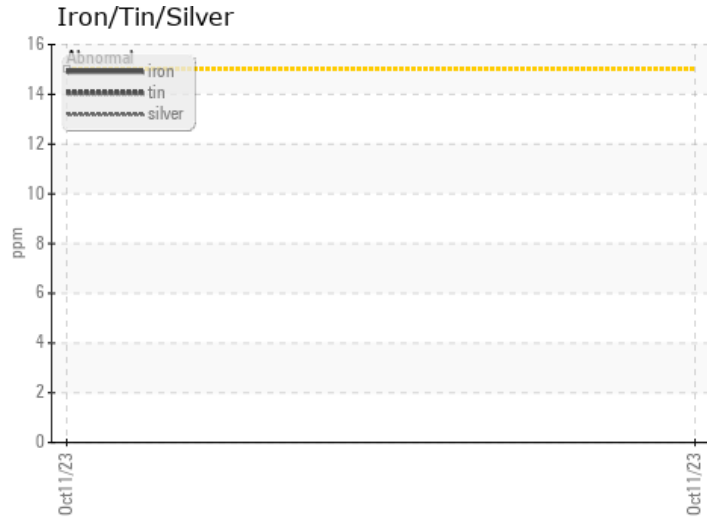 Iron/Tin/Silver
16
14
12
10
8
6
4
2
0
ppm
Abnormal
iron
tin
silver
Oct11/23
Oct11/23